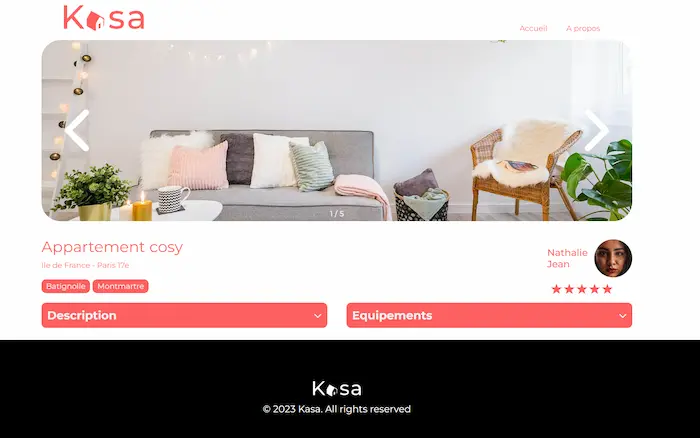 Kasa
Accueil A propos
1 / 5
Appartement cosy
Ile de France - Paris 17e
Nathalie
Jean
Batignolle Montmartre
Description Equipements
Kasa
© 2023 Kasa. All rights reserved